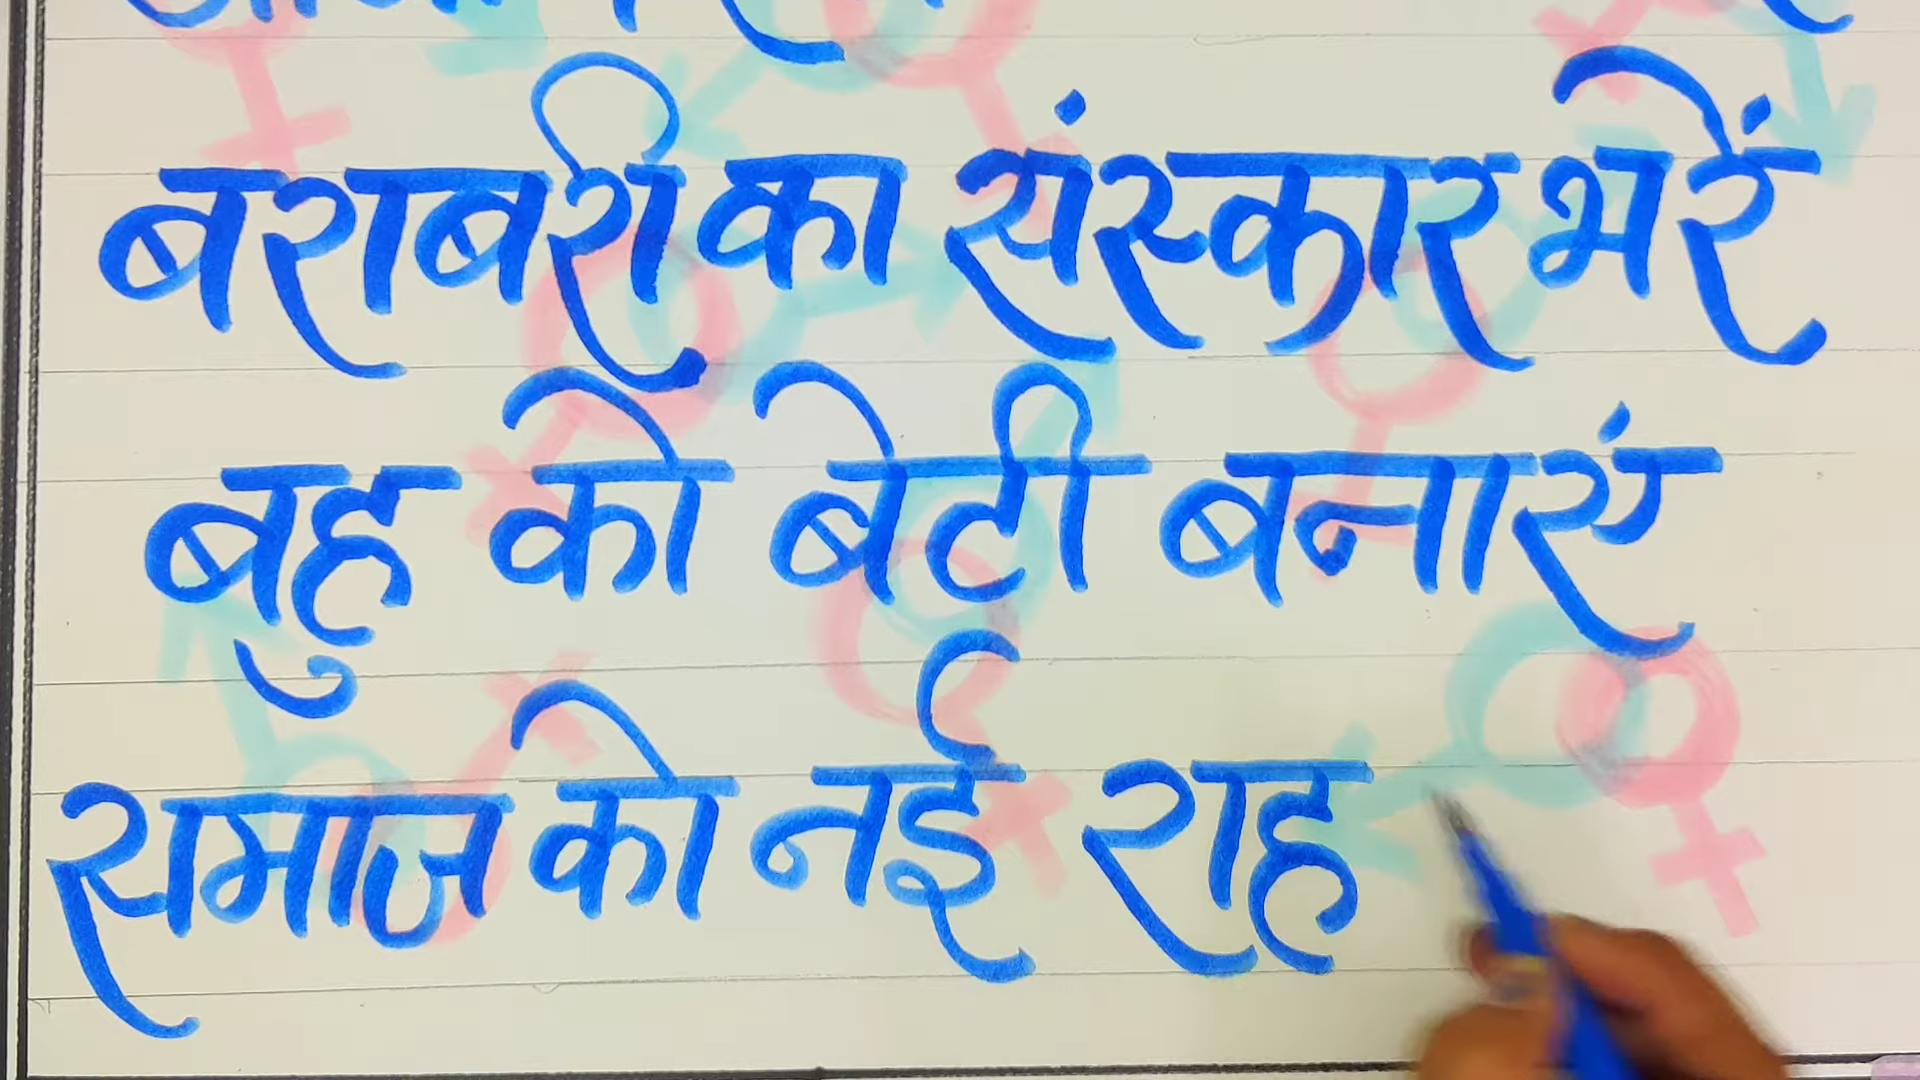 बराबरी का संस्कार भरें
बहु को बेटी बनाएं
समाज को नई राह